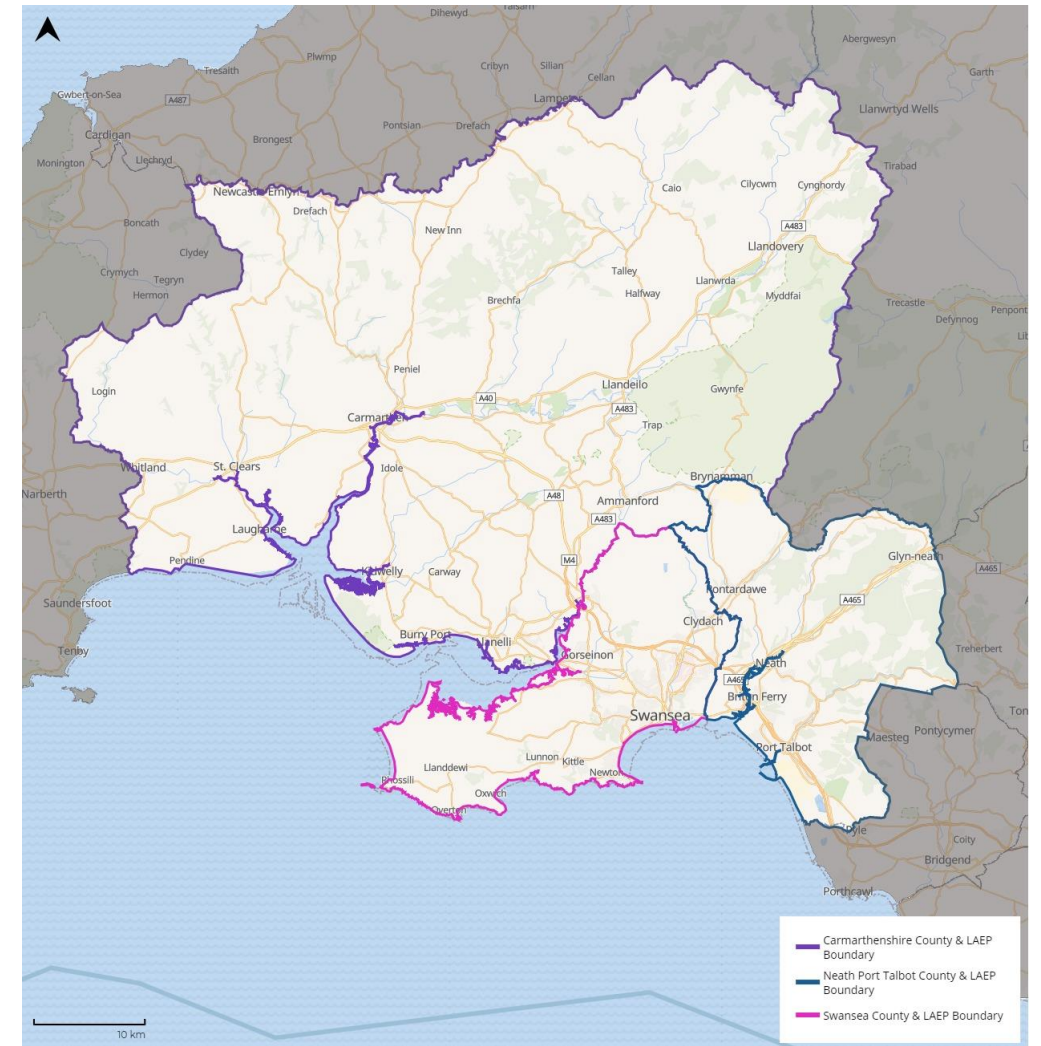 Dihewyd
Talsarn
Abergwesyn
Plwmp
Cribyn
Silian
Cellan
Tresaith
Garth
Gwbert-on-Sea
A487
Lampeter
Llanwrtyd Wells
Pontsian
Drefach
Cardigan
Brongest
Llechryd
Monington
Tirabad
Newcastle Emlyn
Caio
Cilycwm
Cynghordy
Drefach
Boncath
New Inn
A483
Clydey
Llandovery
Crymych
Tegryn
Talley
Llanwrda
Hermon
Halfway
Myddfai
Brechfa
Trecastle
Defynnog
Penpont
Peniel
Login
Llandeilo
Gwynfe
A40
Carmarthen
A483
Trap
Whitland
St. Clears
Idole
Brynamman
Narberth
A48
Ammanford
A483
Laugharne
Pendine
M4
Glyn-neath
Kidwelly
Carway
A465
Pontardawe
A465
Saundersfoot
Clydach
Burry Port
Llanelli
Treherbert
Tenby
Gorseinon
Neath
A465
Briton Ferry
Swansea
Maesteg
Pontycymer
Port Talbot
Lunnon
Kittle
Llanddewi
Newton
Rhossili
Oxwich
Overton
Pyle
Coity
Bridgend
Porthcawl
Carmarthenshire County & LAEP
Boundary
Neath Port Talbot County & LAEP
Boundary
Swansea County & LAEP Boundary
10 km